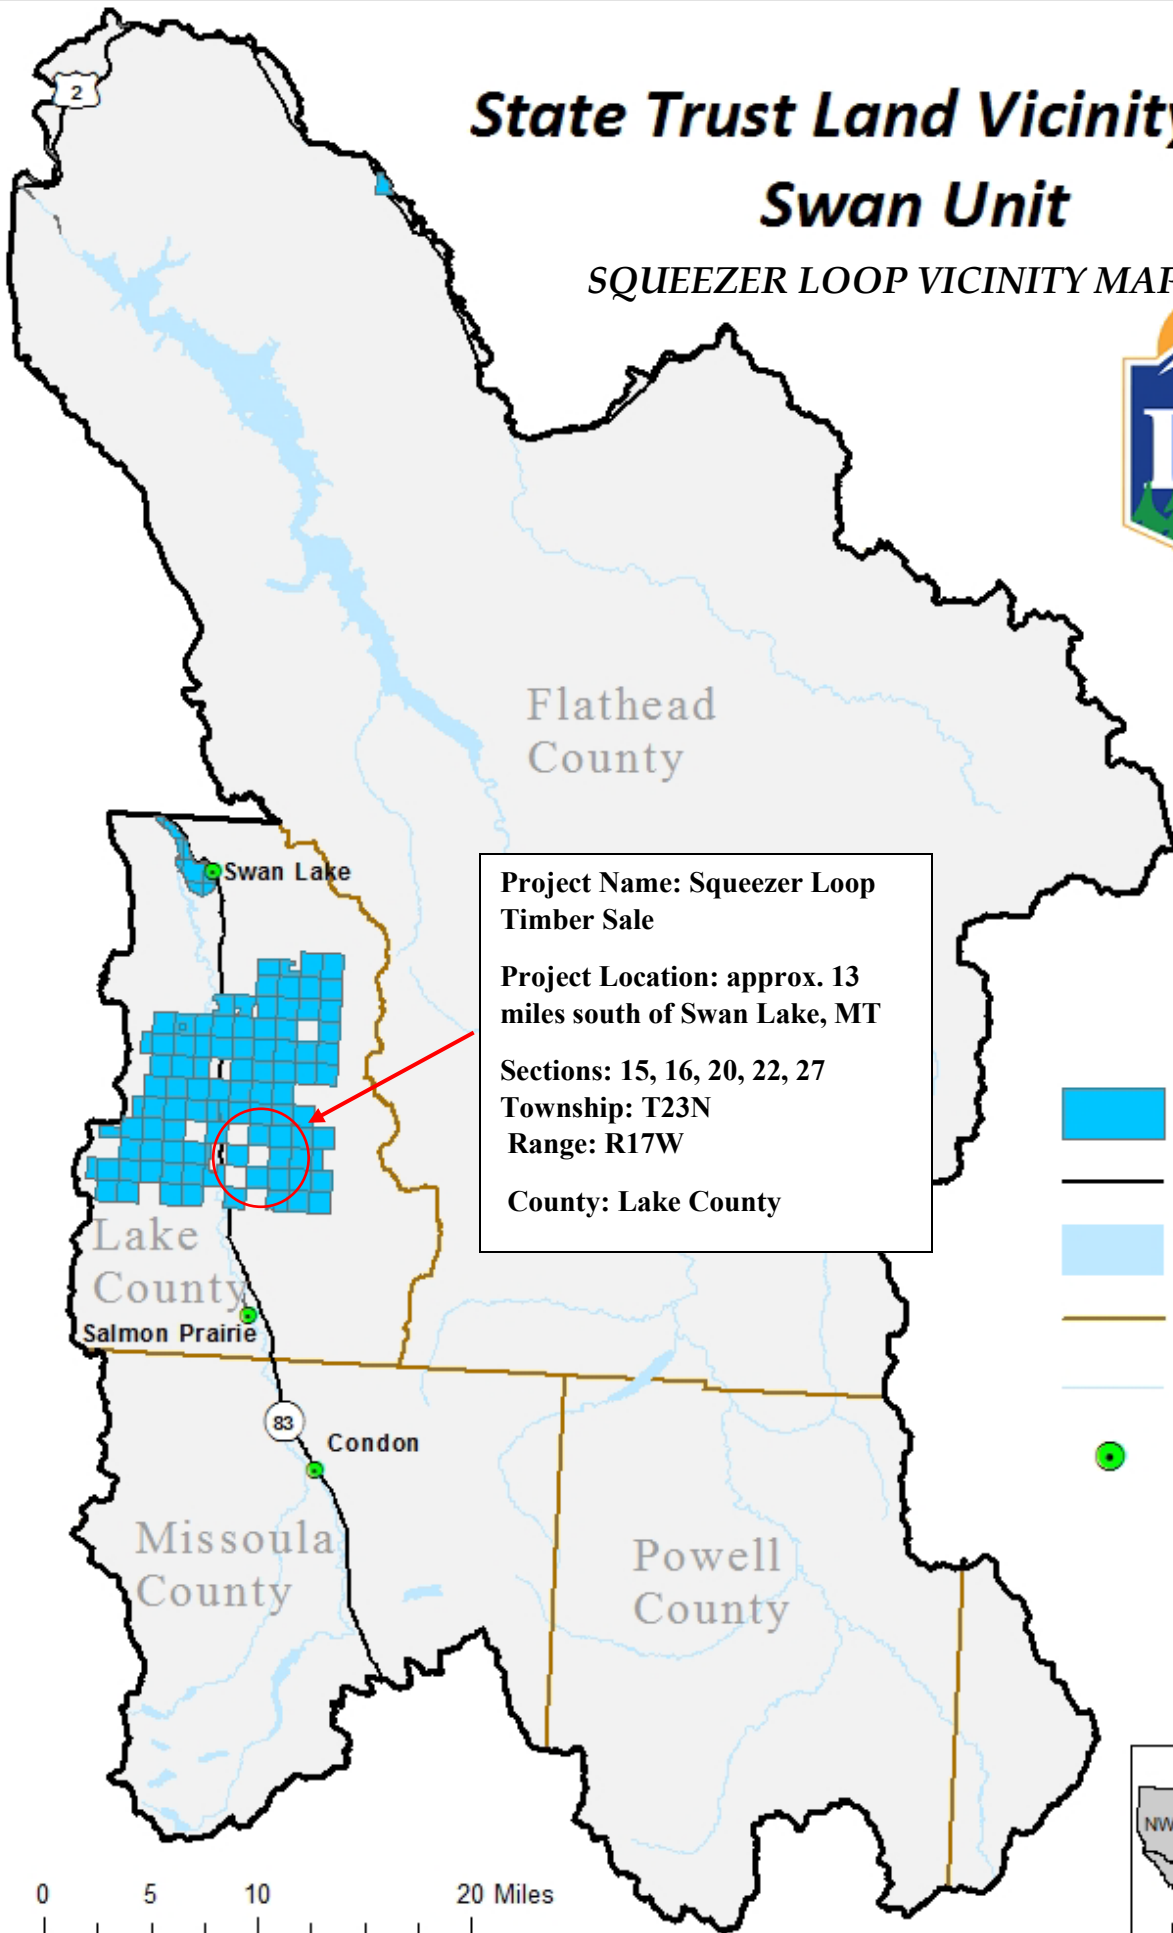 2
State Trust Land Vicinity
Swan Unit
SQUEEZER LOOP VICINITY MAP
Flathead
County
Swan Lake
Project Name: Squeezer Loop
Timber Sale
Project Location: approx. 13
miles south of Swan Lake, MT
Sections: 15, 16, 20, 22, 27
Township: T23N
Range: R17W
County: Lake County
Lake
County
Salmon Prairie
83
Condon
Missoula
County
Powell
County
NW
0 5 10 20 Miles